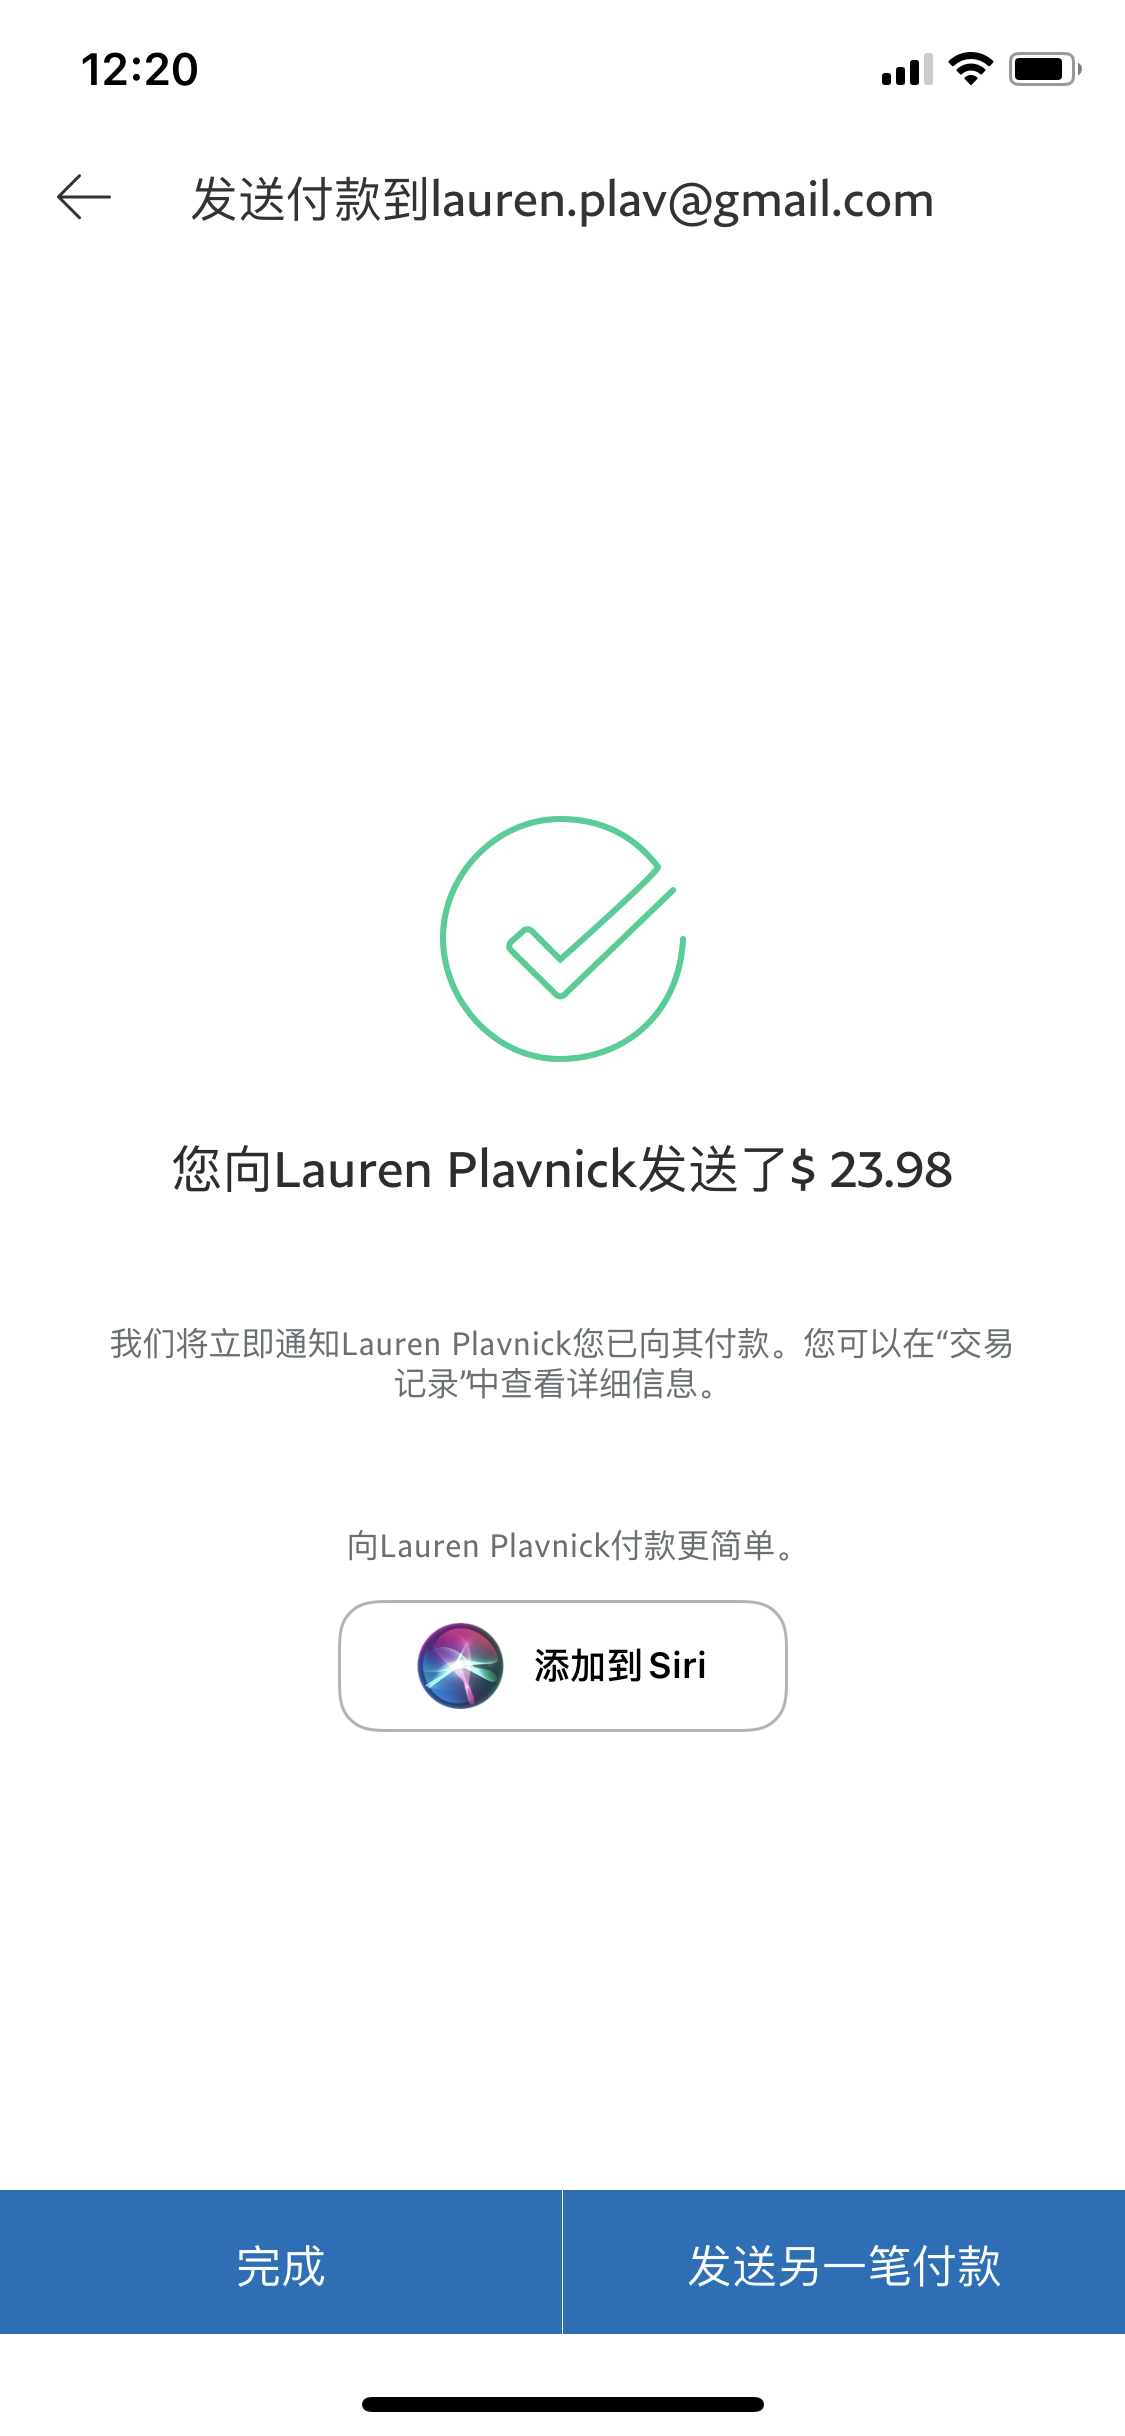 12:20
发送付款到lauren.plav@gmail.com
您向Lauren Plavnick发送了$ 23.98
我们将立即通知Lauren Plavnick您已向其付款。您可以在“交易
记录”中查看详细信息。
向Lauren Plavnick付款更简单。
添加到 Siri
完成
发送另一笔付款